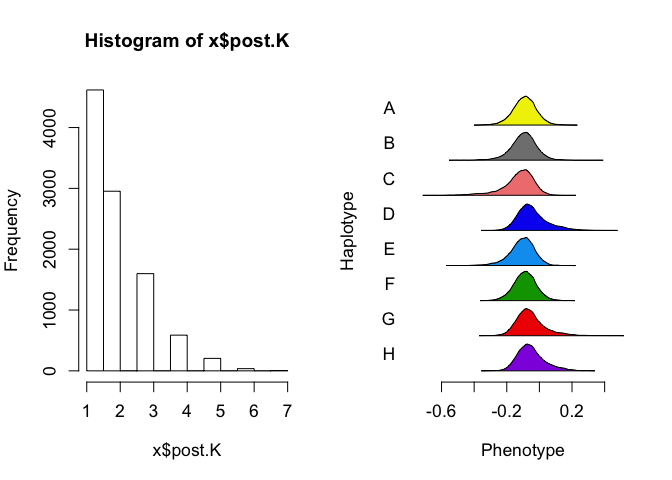 Histogram of x$post.K
Frequency
0
1000
2000
3000
4000
1 2 3 4 5 6 7
x$post.K
Haplotype
A
B
C
D
E
F
G
H
-0.6 -0.2 0.2
Phenotype